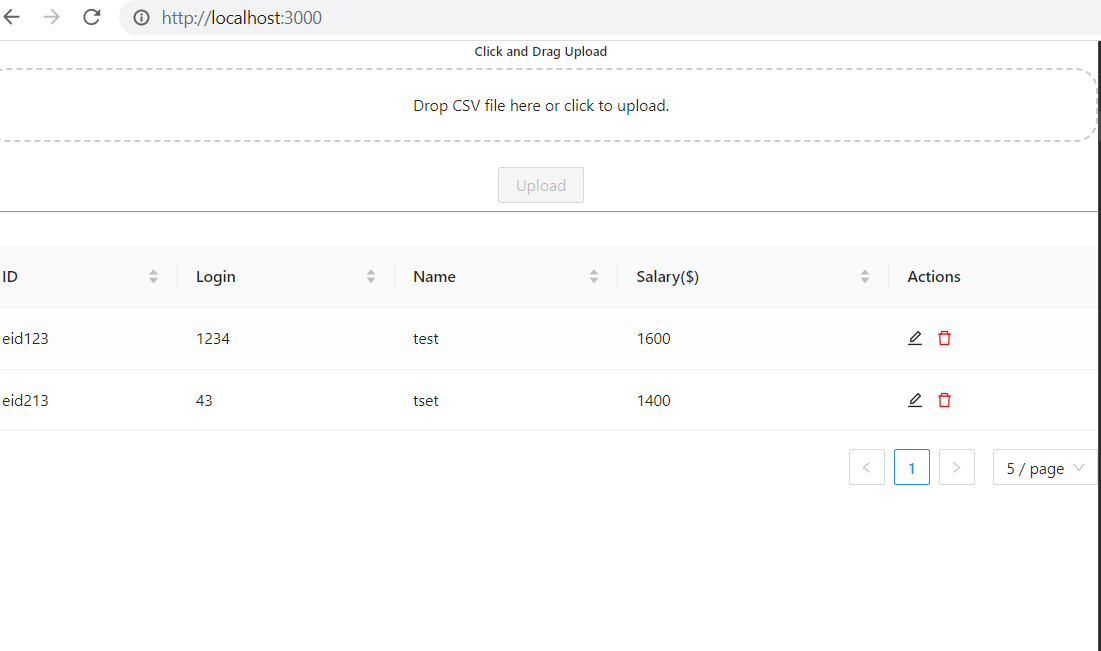 http://localhost:3000
Click and Drag Upload
Drop CSV file here or click to upload.
Upload
ID Login Name Salary($) Actions
eid123 1234 test 1600
eid213 43 tset 1400
< 1 > 5 / page